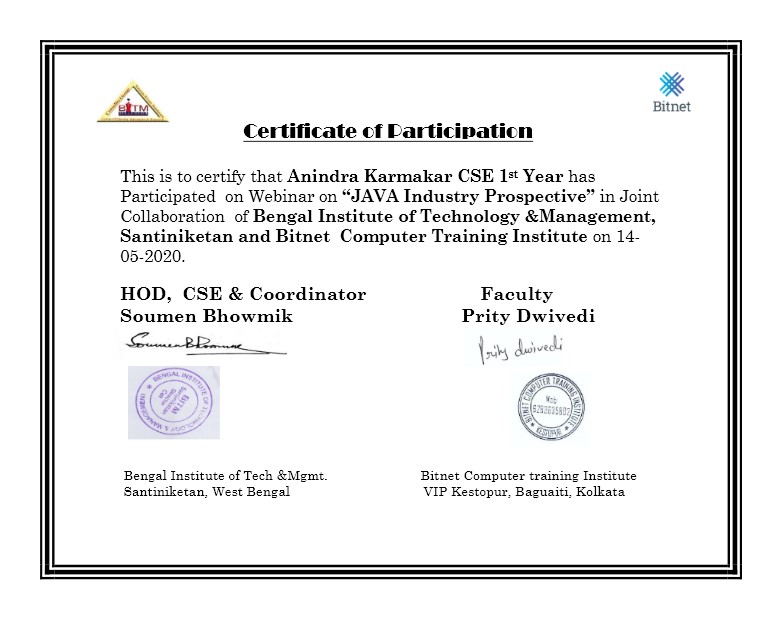 BITM
Bitnet
Certificate of Participation
This is to certify that Anindra Karmakar CSE 1st Year has
Participated on Webinar on “JAVA Industry Prospective” in Joint
Collaboration of Bengal Institute of Technology &Management,
Santiniketan and Bitnet Computer Training Institute on 14-
05-2020.
HOD, CSE & Coordinator
Faculty
Soumen Bhowmik
Prity Dwivedi
Soumen Bhowmik
Prity dwivedi
BENGAL INSTITUTE OF TECHNOLOGY & MANAGEMENT
BITM
BITNET COMPUTER TRAINING INSTITUTE
Mob
KESTOPUR
Bengal Institute of Tech &Mgmt.
Bitnet Computer training Institute
Santiniketan, West Bengal
VIP Kestopur, Baguaiti, Kolkata